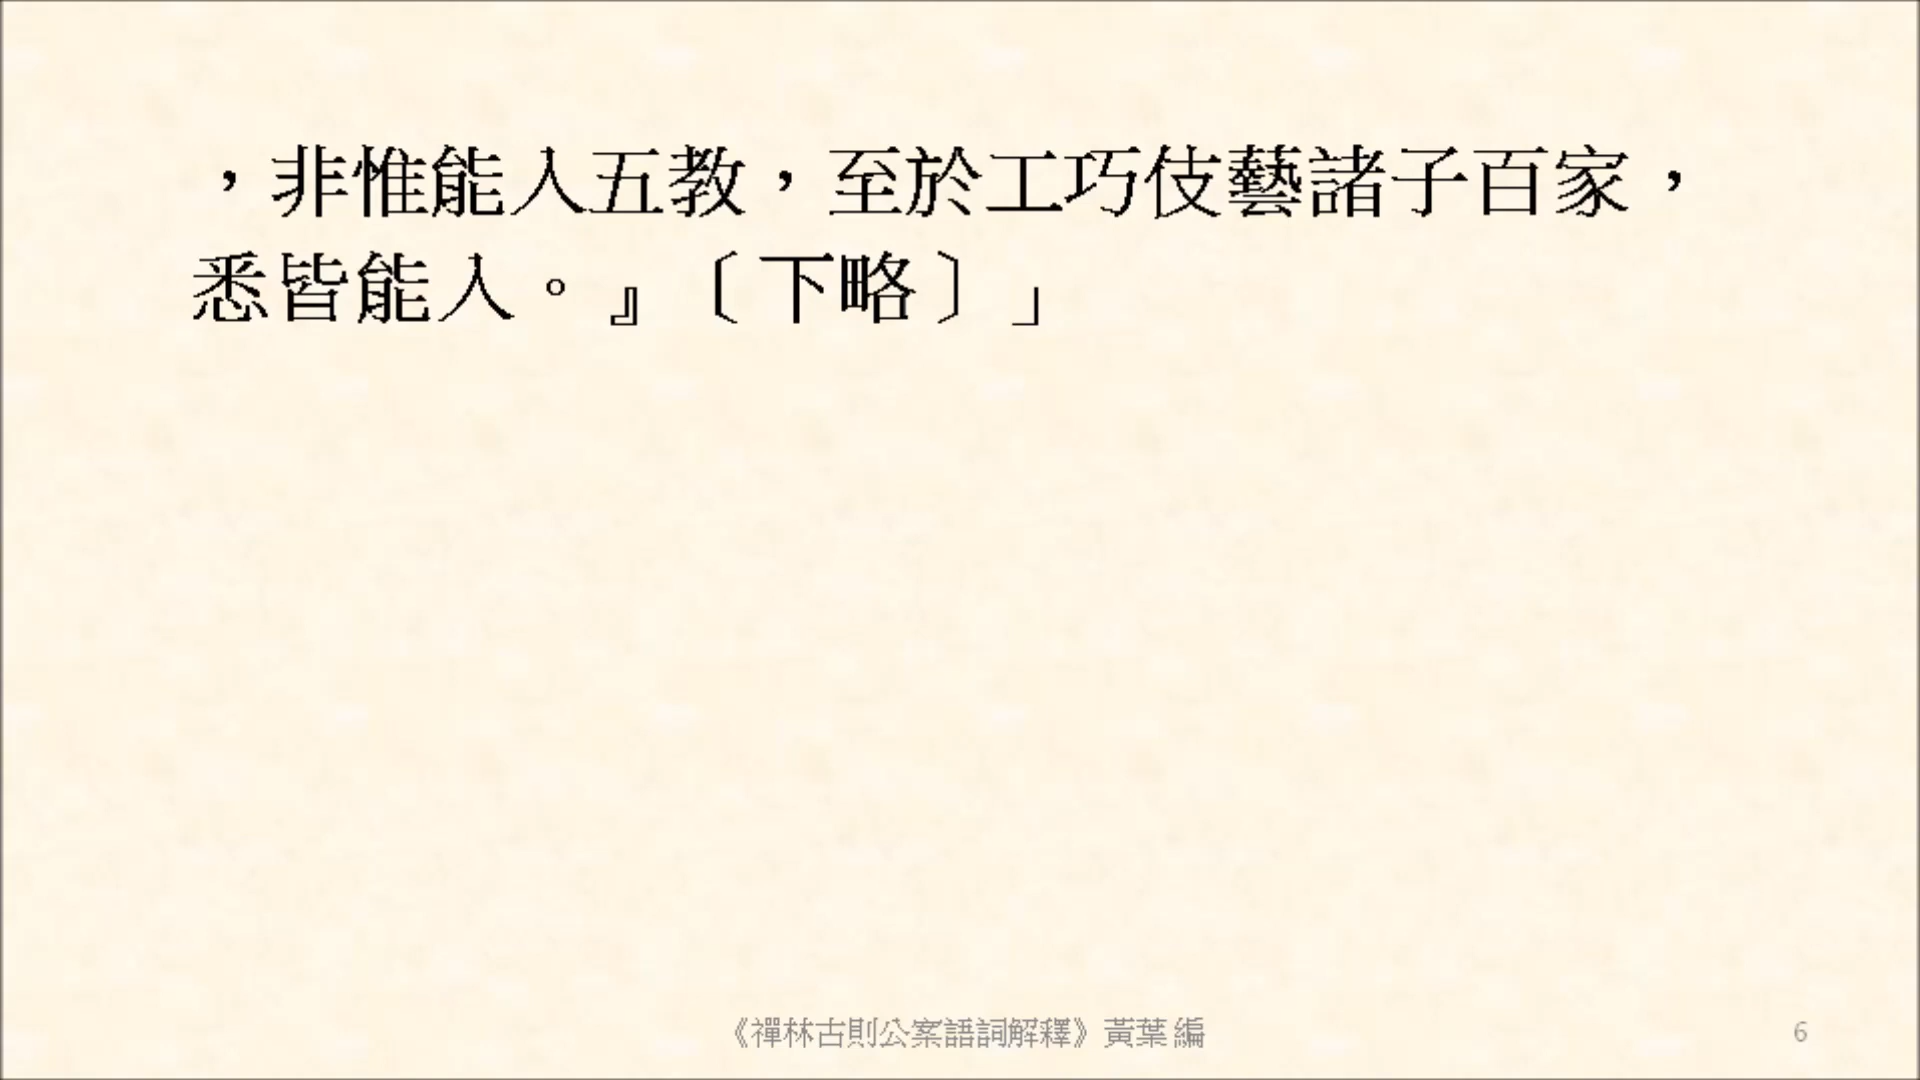 ，非惟能入五教，至於工巧伎藝諸子百家，
悉皆能入。』〔下略〕」
《禪林古則公案語詞解釋》黃葉編
6